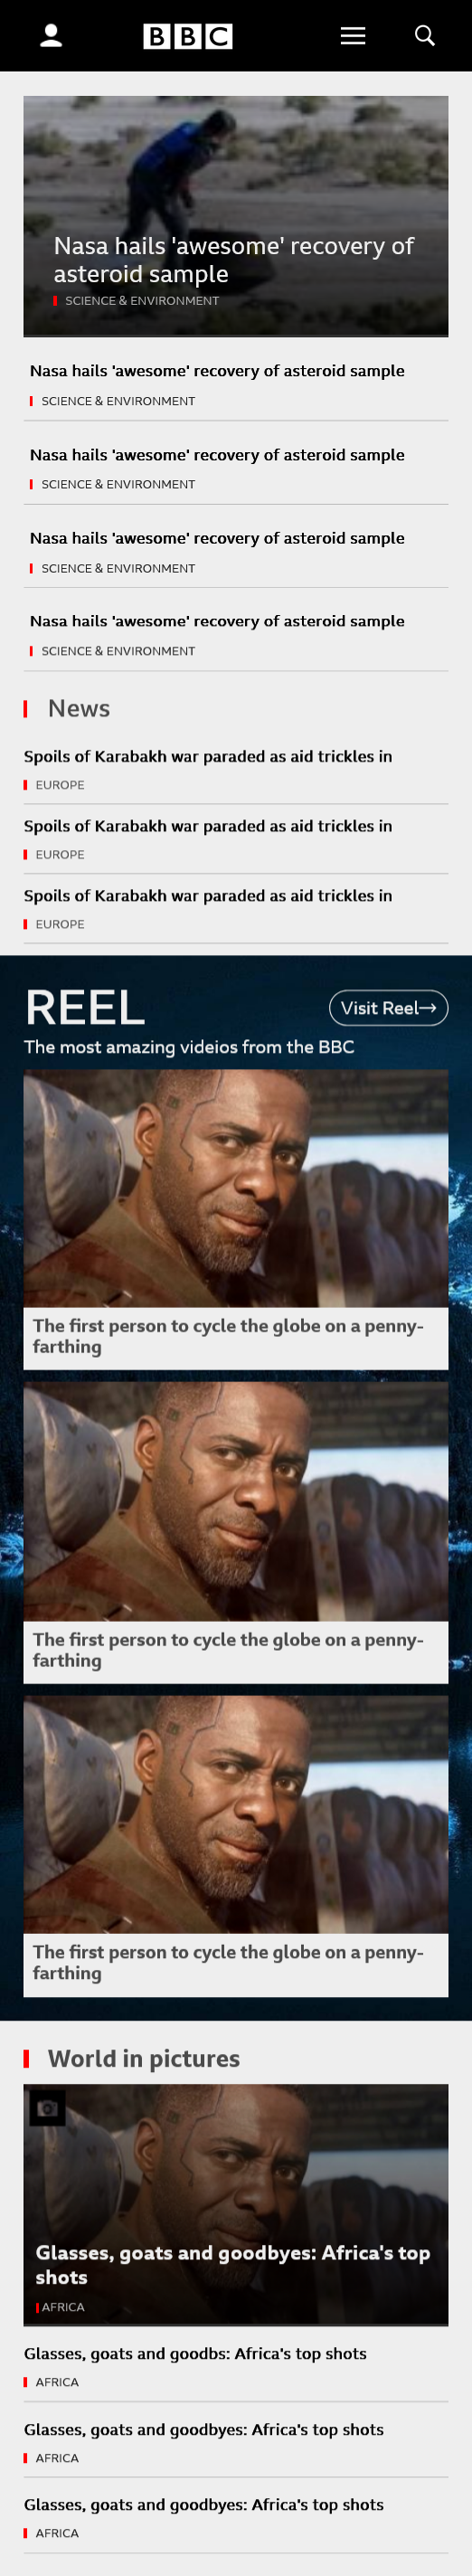 BBC
Nasa hails 'awesome' recovery of
asteroid sample
SCIENCE & ENVIRONMENT
Nasa hails 'awesome' recovery of asteroid sample
SCIENCE & ENVIRONMENT
Nasa hails 'awesome' recovery of asteroid sample
SCIENCE & ENVIRONMENT
Nasa hails 'awesome' recovery of asteroid sample
SCIENCE & ENVIRONMENT
Nasa hails 'awesome' recovery of asteroid sample
SCIENCE & ENVIRONMENT
News
Spoils of Karabakh war paraded as aid trickles in
EUROPE
Spoils of Karabakh war paraded as aid trickles in
EUROPE
Spoils of Karabakh war paraded as aid trickles in
EUROPE
REEL
Visit Reel→
The most amazing videios from the BBC
The first person to cycle the globe on a penny-
farthing
The first person to cycle the globe on a penny-
farthing
The first person to cycle the globe on a penny-
farthing
World in pictures
Glasses, goats and goodbyes: Africa's top
shots
AFRICA
Glasses, goats and goodbs: Africa's top shots
AFRICA
Glasses, goats and goodbyes: Africa's top shots
AFRICA
Glasses, goats and goodbyes: Africa's top shots
AFRICA